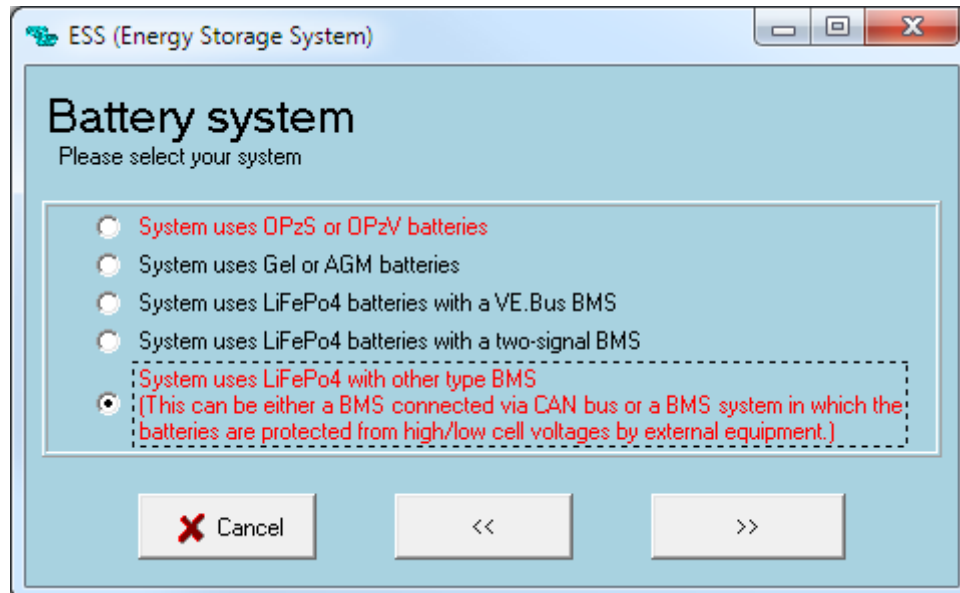 ESS (Energy Storage System)
Battery system
Please select your system
System uses OPzS or OPzV batteries
System uses Gel or AGM batteries
System uses LiFePo4 batteries with a VE.Bus BMS
System uses LiFePo4 batteries with a two-signal BMS
System uses LiFePo4 with other type BMS
(This can be either a BMS connected via CAN bus or a BMS system in which the
batteries are protected from high/low cell voltages by external equipment.)
Cancel
<<
>>